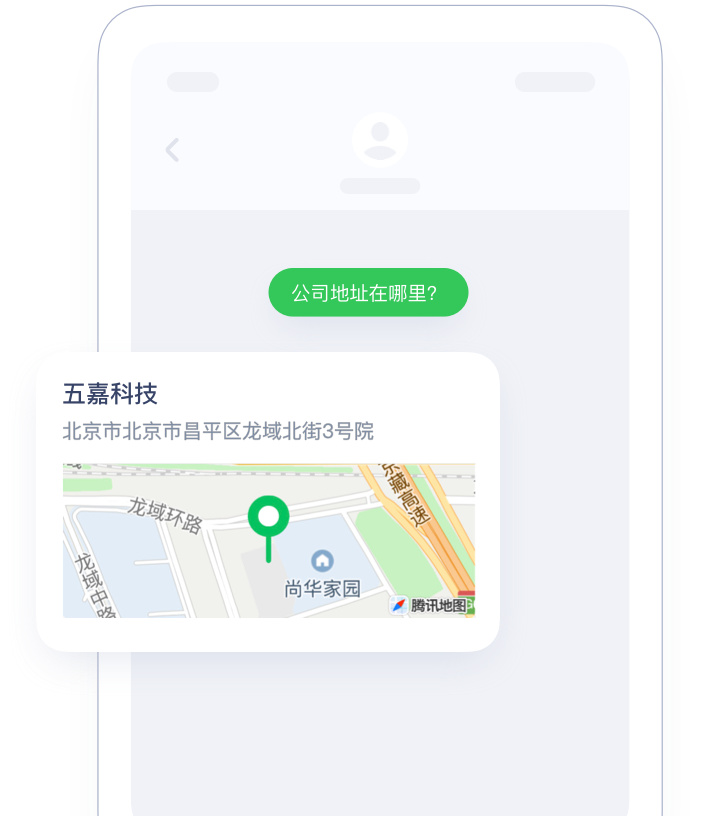 公司地址在哪里?
五嘉科技
北京市北京市昌平区龙域北街3号院
京藏高速
龙域环路
龙域中路
尚华家园
腾讯地图